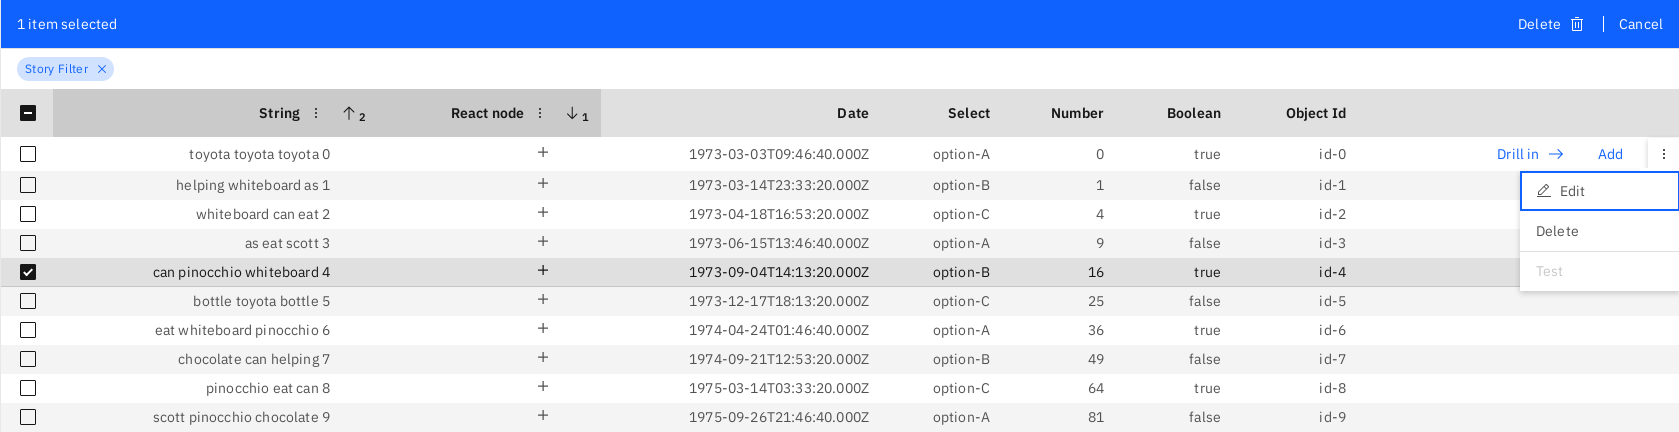 1 item selected Delete Cancel
Story Filter
String 2 React node 1 Date Select Number Boolean Object Id
toyota toyota toyota 0 1973-03-03T09:46:40.000Z option-A 0 true id-0 Drill in Add
helping whiteboard as 1 1973-03-14T23:33:20.000Z option-B 1 false id-1
Edit
whiteboard can eat 2 1973-04-18T16:53:20.000Z option-C 4 true id-2
Delete
as eat scott 3 1973-06-15T13:46:40.000Z option-A 9 false id-3
can pinocchio whiteboard 4 1973-09-04T14:13:20.000Z option-B 16 true id-4
Test
bottle toyota bottle 5 1973-12-17T18:13:20.000Z option-C 25 false id-5
eat whiteboard pinocchio 6 1974-04-24T01:46:40.000Z option-A 36 true id-6
chocolate can helping 7 1974-09-21T12:53:20.000Z option-B 49 false id-7
pinocchio eat can 8 1975-03-14T03:33:20.000Z option-C 64 true id-8
scott pinocchio chocolate 9 1975-09-26T21:46:40.000Z option-A 81 false id-9